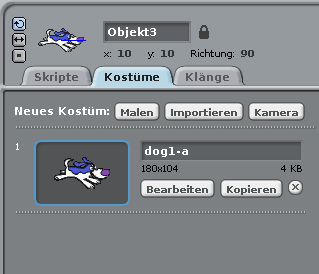 Objekt3
x: 10 y: 10 Richtung: 90
Skripte Kostüme Klänge
Neues Kostüm: Malen Importieren Kamera
1
dog1-a
180x104 4 KB
Bearbeiten Kopieren